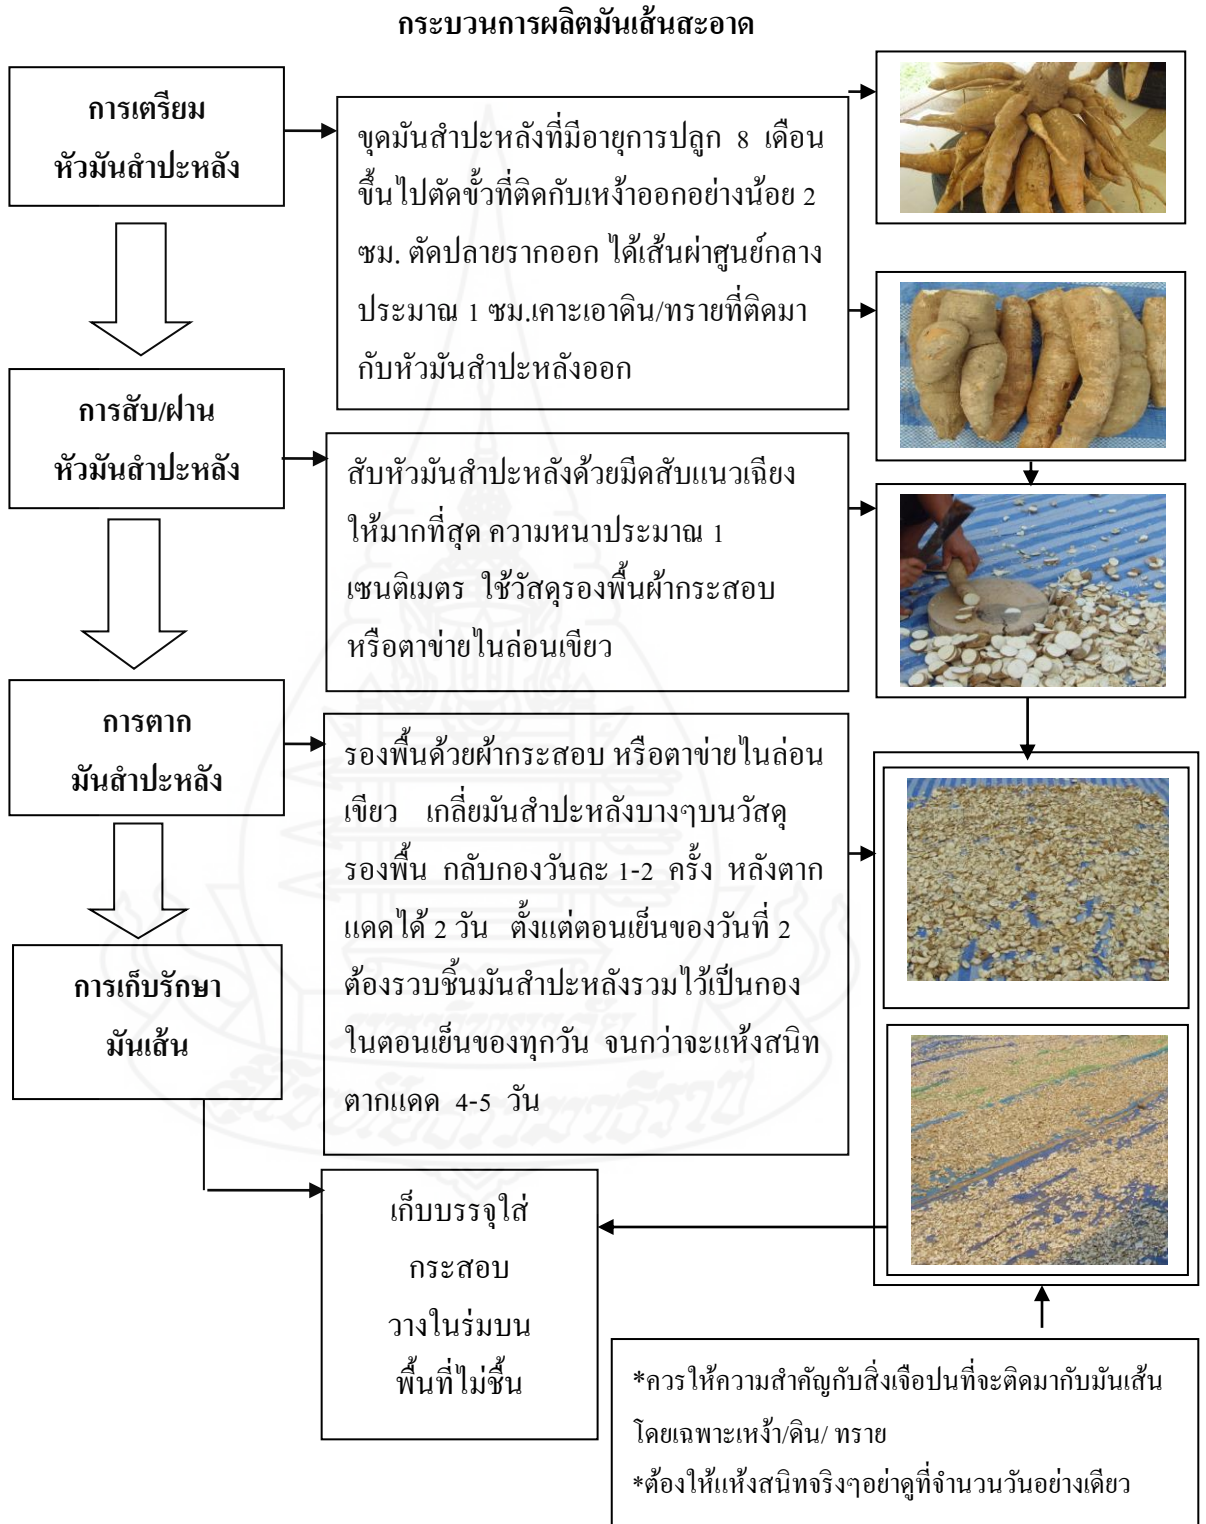 กระบวนการผลิตมันเส้นสะอาด
การเตรียม
หัวมันสำปะหลัง
ขุดมันสำปะหลังที่มีอายุการปลูก 8 เดือน
ขึ้นไปตัดขั้วที่ติดกับเหง้าออกอย่างน้อย 2
ซม. ตัดปลายรากออก ได้เส้นผ่าศูนย์กลาง
ประมาณ 1 ซม.เคาะเอาดิน/ทรายที่ติดมา
กับหัวมันสำปะหลังออก
การสับ/ฝาน
หัวมันสำปะหลัง
สับหัวมันสำปะหลังด้วยมีดสับแนวเฉียง
ให้มากที่สุด ความหนาประมาณ 1
เซนติเมตร ใช้วัสดุรองพื้นผ้ากระสอบ
หรือตาข่ายไนล่อนเขียว
การตาก
มันสำปะหลัง
รองพื้นด้วยผ้ากระสอบ หรือตาข่ายไนล่อน
เขียว เกลี่ยมันสำปะหลังบางๆบนวัสดุ
รองพื้น กลับกองวันละ 1-2 ครั้ง หลังตาก
แดดได้ 2 วัน ตั้งแต่ตอนเย็นของวันที่ 2
ต้องรวบชิ้นมันสำปะหลังรวมไว้เป็นกอง
ในตอนเย็นของทุกวัน จนกว่าจะแห้งสนิท
ตากแดด 4-5 วัน
การเก็บรักษา
มันเส้น
เก็บบรรจุใส่
กระสอบ
วางในร่มบน
พื้นที่ไม่ชื้น
*ควรให้ความสำคัญกับสิ่งเจือปนที่จะติดมากับมันเส้น
โดยเฉพาะเหง้า/ดิน/ ทราย
*ต้องให้แห้งสนิทจริงๆอย่าดูที่จำนวนวันอย่างเดียว